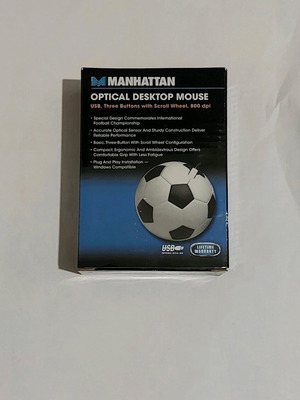 MANHATTAN
OPTICAL DESKTOP MOUSE
USB, Three Buttons with Scroll Wheel, 800 dpi
• Special Design Commemorates International
Football Championship
• Accurate Optical Sensor And Sturdy Construction Deliver
Reliable Performance
• Basic, Three-Button With Scroll Wheel Configuration
• Compact Ergonomic And Ambidextrous Design Offers
Comfortable Grip With Less Fatigue
• Plug And Play Installation —
Windows Compatible
USB
LIFETIME
WARRANTY